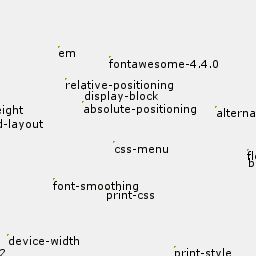 em
fontawesome-4.4.0
relative-positioning
display-block
absolute-positioning
eight
alterna
d-layout
css-menu
fl
b
font-smoothing
print-css
device-width
print-style
2